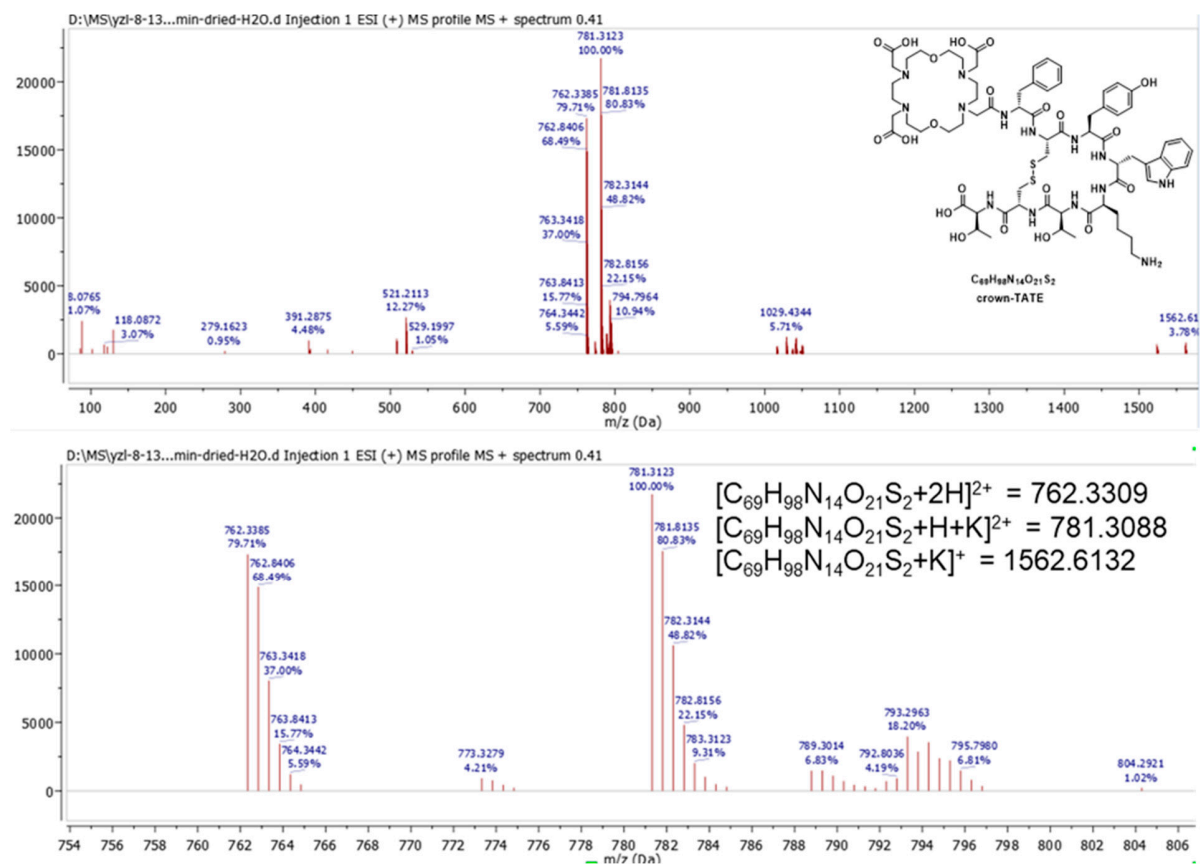 D:\MS\yzl-8-13...min-dried-H2O.d Injection 1 ESI (+) MS profile MS + spectrum 0.41
781.3123
100.00%
762.3385
79.71%
781.8135
80.83%
762.8406
68.49%
782.3144
48.82%
763.3418
37.00%
782.8156
22.15%
763.8413
15.77%
794.7964
10.94%
764.3442
5.59%
8.0765
1.07%
118.0872
3.07%
279.1623
0.95%
391.2875
4.48%
521.2113
12.27%
529.1997
1.05%
1029.4344
5.71%
1562.61
3.78%
20000
15000
10000
5000
0
100 200 300 400 500 600 700 800 900 1000 1100 1200 1300 1400 1500
m/z (Da)
O OH HO O
N O N
N O N
O OH
O N H O
H N O
N H O
H N O
OH
NH
S
S
HO O
H N O
N H O
H N O
H N
HO
HO
NH₂
C₆₉H₉₈N₁₄O₂₁S₂
crown-TATE
D:\MS\yzl-8-13...min-dried-H2O.d Injection 1 ESI (+) MS profile MS + spectrum 0.41
781.3123
100.00%
[C₆₉H₉₈N₁₄O₂₁S₂+2H]²⁺ = 762.3309
[C₆₉H₉₈N₁₄O₂₁S₂+H+K]²⁺ = 781.3088
[C₆₉H₉₈N₁₄O₂₁S₂+K]⁺ = 1562.6132
762.3385
79.71%
781.8135
80.83%
762.8406
68.49%
782.3144
48.82%
763.3418
37.00%
782.8156
22.15%
763.8413
15.77%
783.3123
9.31%
764.3442
5.59%
773.3279
4.21%
789.3014
6.83%
792.8036
4.19%
793.2963
18.20%
795.7980
6.81%
804.2921
1.02%
20000
15000
10000
5000
0
754 756 758 760 762 764 766 768 770 772 774 776 778 780 782 784 786 788 790 792 794 796 798 800 802 804 806
m/z (Da)